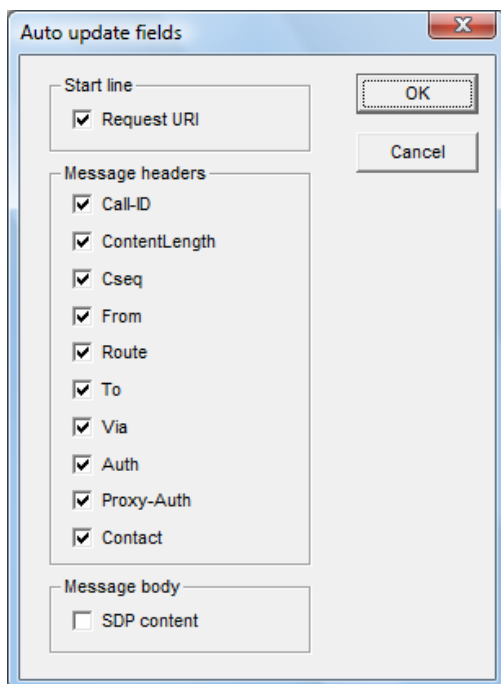 Auto update fields
Start line
OK
Request URI
Cancel
Message headers
Call-ID
ContentLength
Cseq
From
Route
To
Via
Auth
Proxy-Auth
Contact
Message body
SDP content